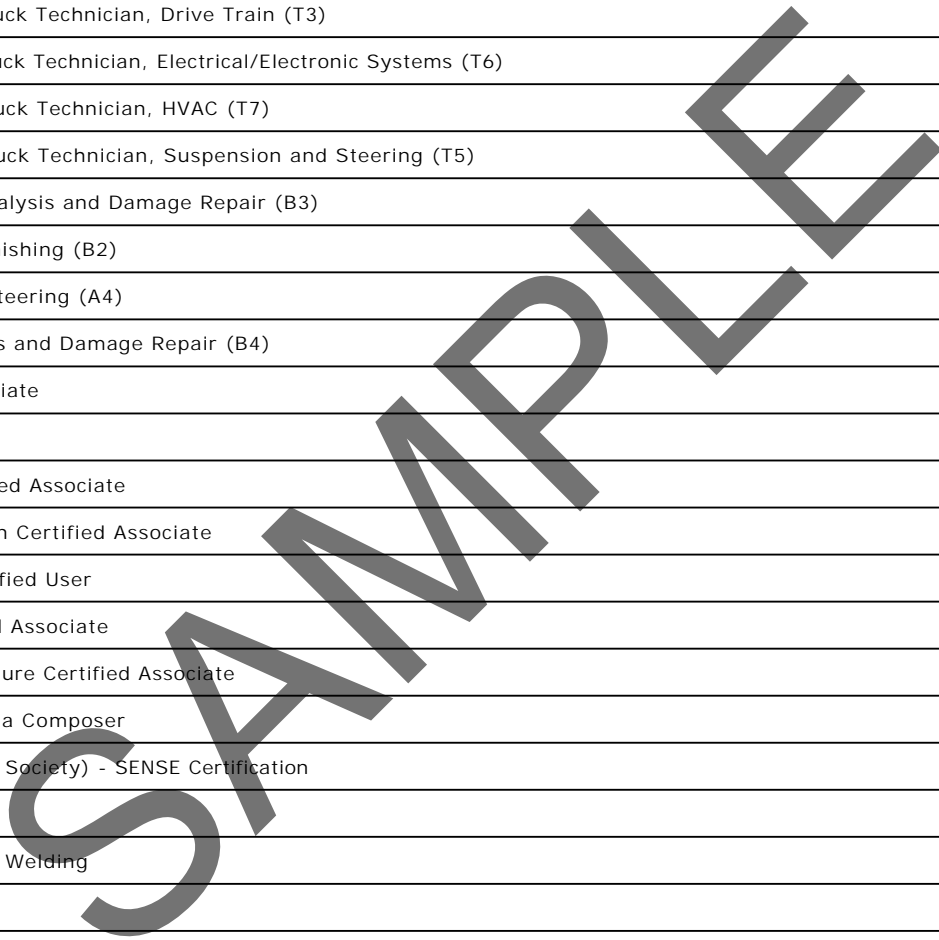 uck Technician, Drive Train (T3)
uck Technician, Electrical/Electronic Systems (T6)
uck Technician, HVAC (T7)
uck Technician, Suspension and Steering (T5)
alysis and Damage Repair (B3)
ishing (B2)
teering (A4)
s and Damage Repair (B4)
iate
ed Associate
n Certified Associate
fied User
l Associate
ure Certified Associate
a Composer
Society) - SENSE Certification
Welding
SAMPLE